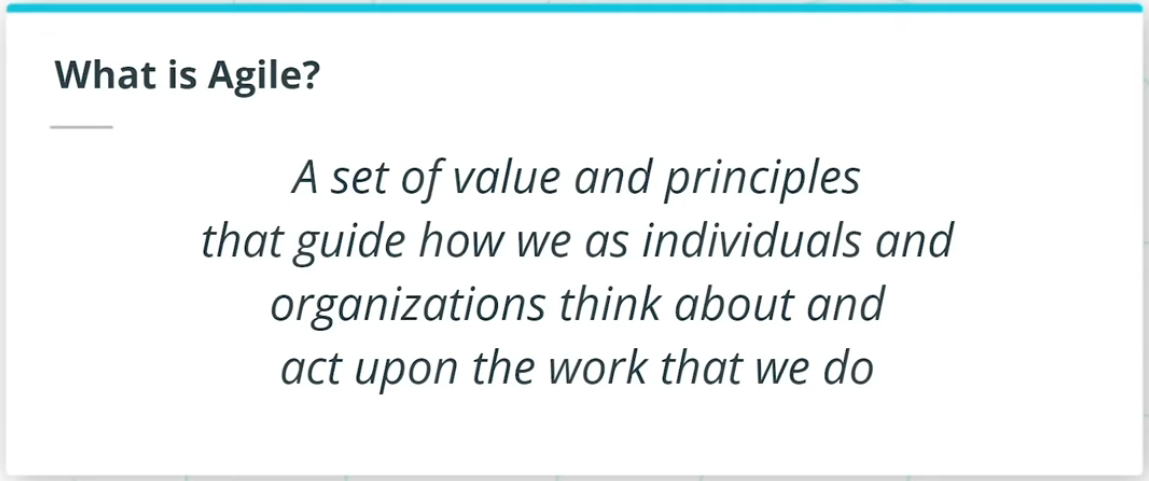 What is Agile?
A set of value and principles
that guide how we as individuals and
organizations think about and
act upon the work that we do